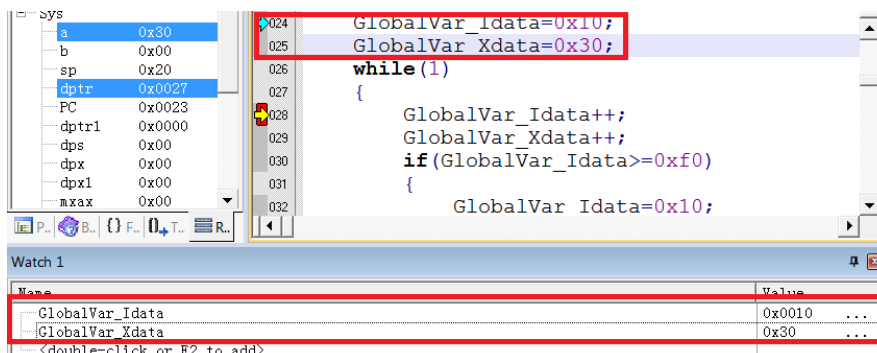 Sys
a 0x30
b 0x00
sp 0x20
dptr 0x0027
PC 0x0023
dptr1 0x0000
dps 0x00
dpx 0x00
dpx1 0x00
mxax 0x00
P.. B.. {} F.. T.. R..
024 GlobalVar_Idata=0x10;
025 GlobalVar_Xdata=0x30;
026 while(1)
027 {
028 GlobalVar_Idata++;
029 GlobalVar_Xdata++;
030 if(GlobalVar_Idata>=0xf0)
031 {
032 GlobalVar_Idata=0x10;
Watch 1
Name Value
GlobalVar_Idata 0x0010 ...
GlobalVar_Xdata 0x30 ...
<double-click or F2 to add>